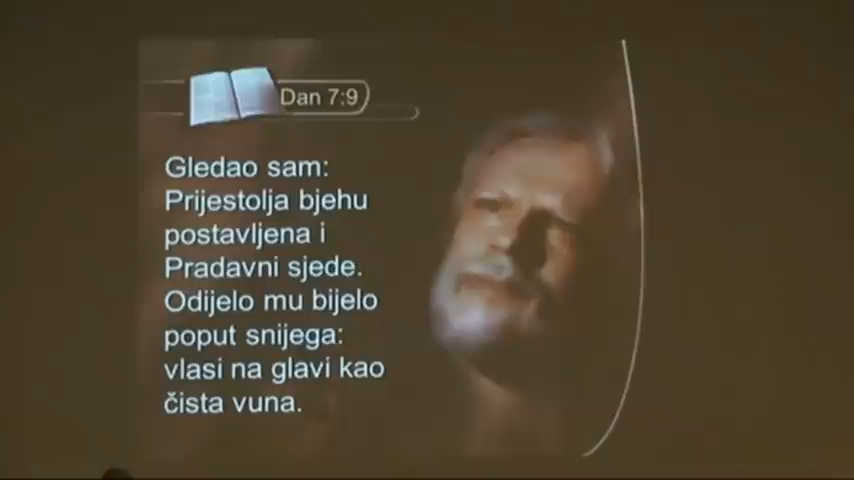 Dan 7:9
Gledao sam:
Prijestolja bjehu
postavljena i
Pradavni sjede.
Odijelo mu bijelo
poput snijega:
vlasi na glavi kao
čista vuna.